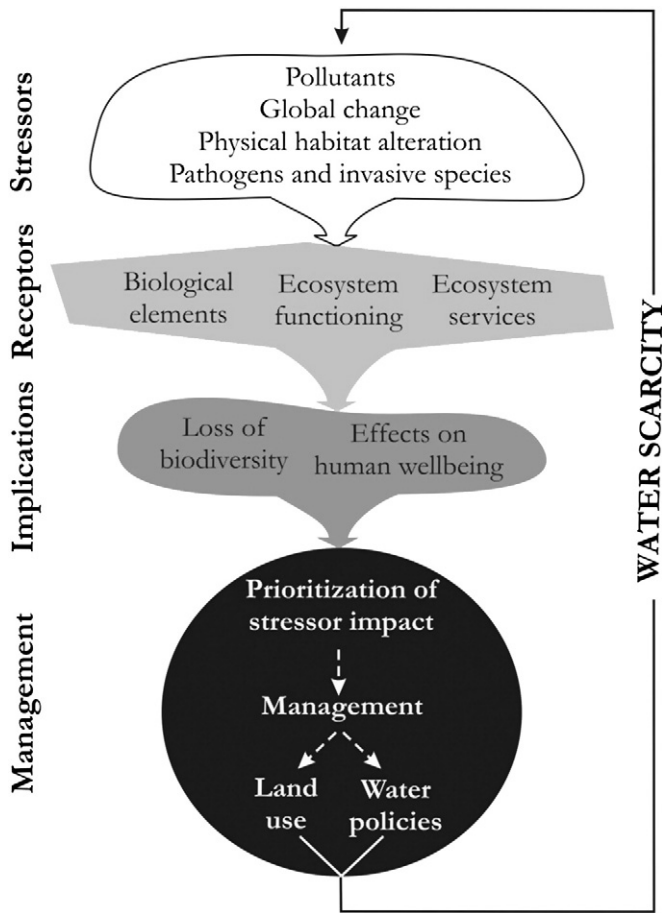 Stressors
Pollutants
Global change
Physical habitat alteration
Pathogens and invasive species
Receptors
Biological
elements
Ecosystem
functioning
Ecosystem
services
Implications
Loss of
biodiversity
Effects on
human wellbeing
Management
Prioritization of
stressor impact
Management
Land
use
Water
policies
WATER SCARCITY